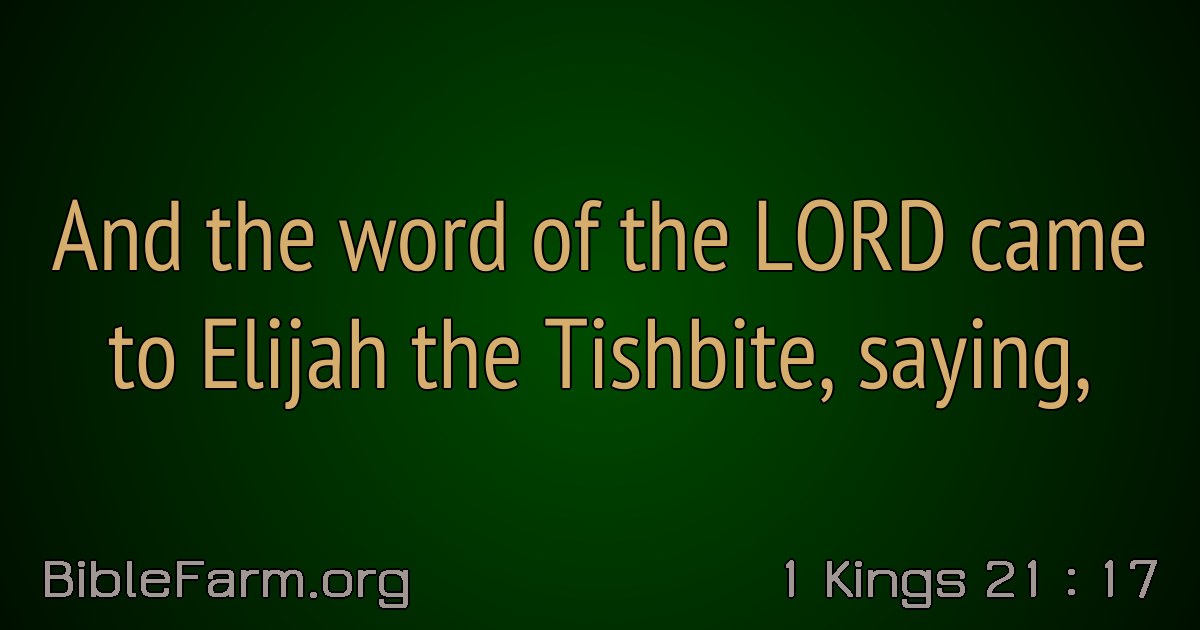 And the word of the LORD came
to Elijah the Tishbite, saying,
BibleFarm.org
1 Kings 21 : 17